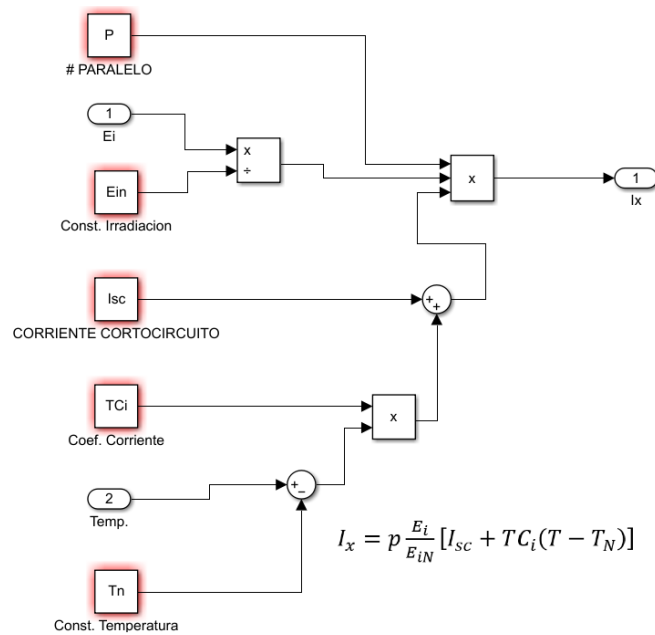 P
# PARALELO
1
Ei
x
÷
Ein
Const. Irradiacion
x
1
Ix
Isc
CORRIENTE CORTOCIRCUITO
+
+
TCi
Coef. Corriente
x
2
Temp.
+
−
I_x = p E_i/E_{iN} [I_{sc} + TC_i(T − T_N)]
Tn
Const. Temperatura